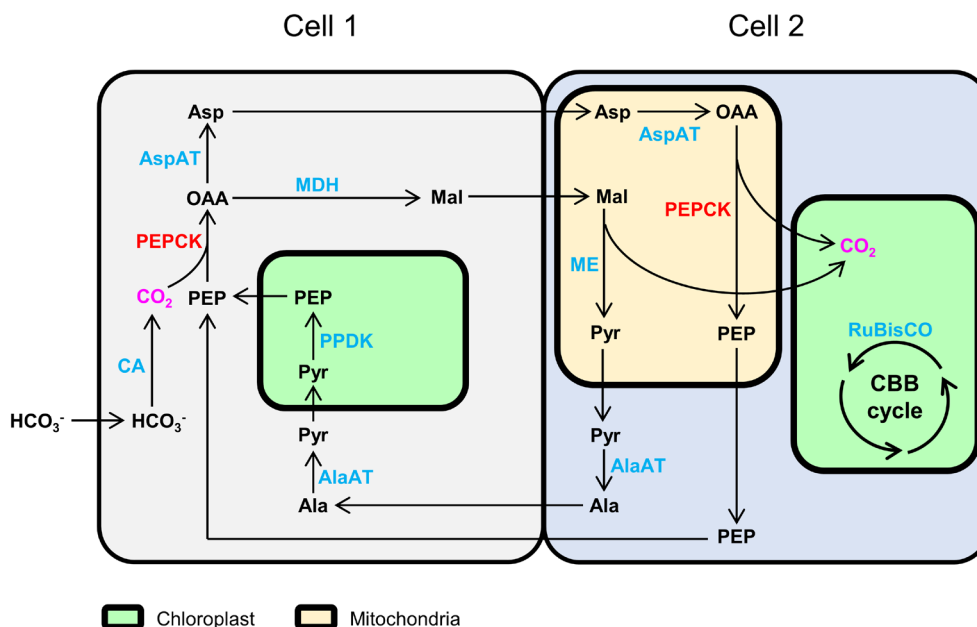 Cell 1 Cell 2
Asp Asp OAA
AspAT AspAT
MDH
OAA Mal Mal PEPCK
PEPCK CO₂
ME
CO₂ PEP PEP
PPDK Pyr PEP RuBisCO
CA Pyr CBB
cycle
HCO₃⁻ HCO₃⁻ Pyr Pyr
AlaAT AlaAT
Ala Ala
PEP
Chloroplast Mitochondria